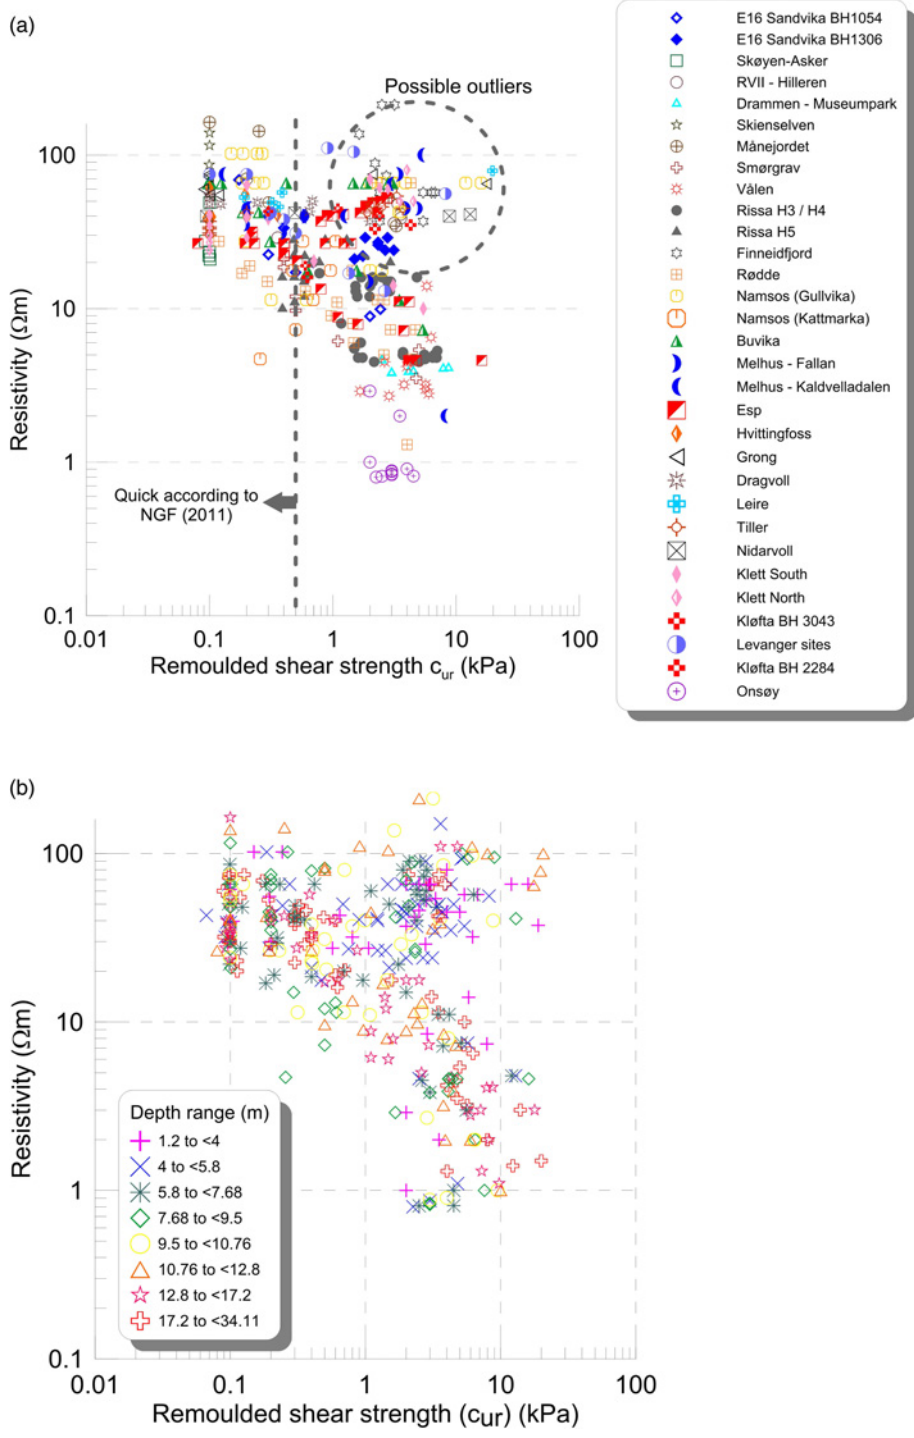 (a)
Possible outliers
Quick according to
NGF (2011)
100
10
1
0.1
Resistivity (Ωm)
0.01
0.1
1
10
100
Remoulded shear strength cur (kPa)
E16 Sandvika BH1054
E16 Sandvika BH1306
Skøyen-Asker
RVII - Hilleren
Drammen - Museumpark
Skienselven
Månejordet
Smørgrav
Vålen
Rissa H3 / H4
Rissa H5
Finneidfjord
Rødde
Namsos (Gullvika)
Namsos (Kattmarka)
Buvika
Melhus - Fallan
Melhus - Kaldvelladalen
Esp
Hvittingfoss
Grong
Dragvoll
Leire
Tiller
Nidarvoll
Klett South
Klett North
Kløfta BH 3043
Levanger sites
Kløfta BH 2284
Onsøy
(b)
100
10
1
0.1
Resistivity (Ωm)
Depth range (m)
1.2 to <4
4 to <5.8
5.8 to <7.68
7.68 to <9.5
9.5 to <10.76
10.76 to <12.8
12.8 to <17.2
17.2 to <34.11
0.01
0.1
1
10
100
Remoulded shear strength (cur) (kPa)